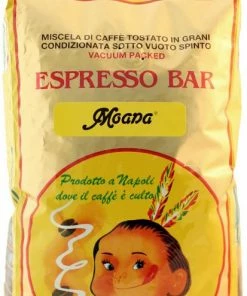 MISCELA DI CAFFÈ TOSTATO IN GRANI
CONDIZIONATA SOTTO VUOTO SPINTO
VACUUM PACKED
ESPRESSO BAR
Moana®
Prodotto a Napoli
dove il caffè è culto